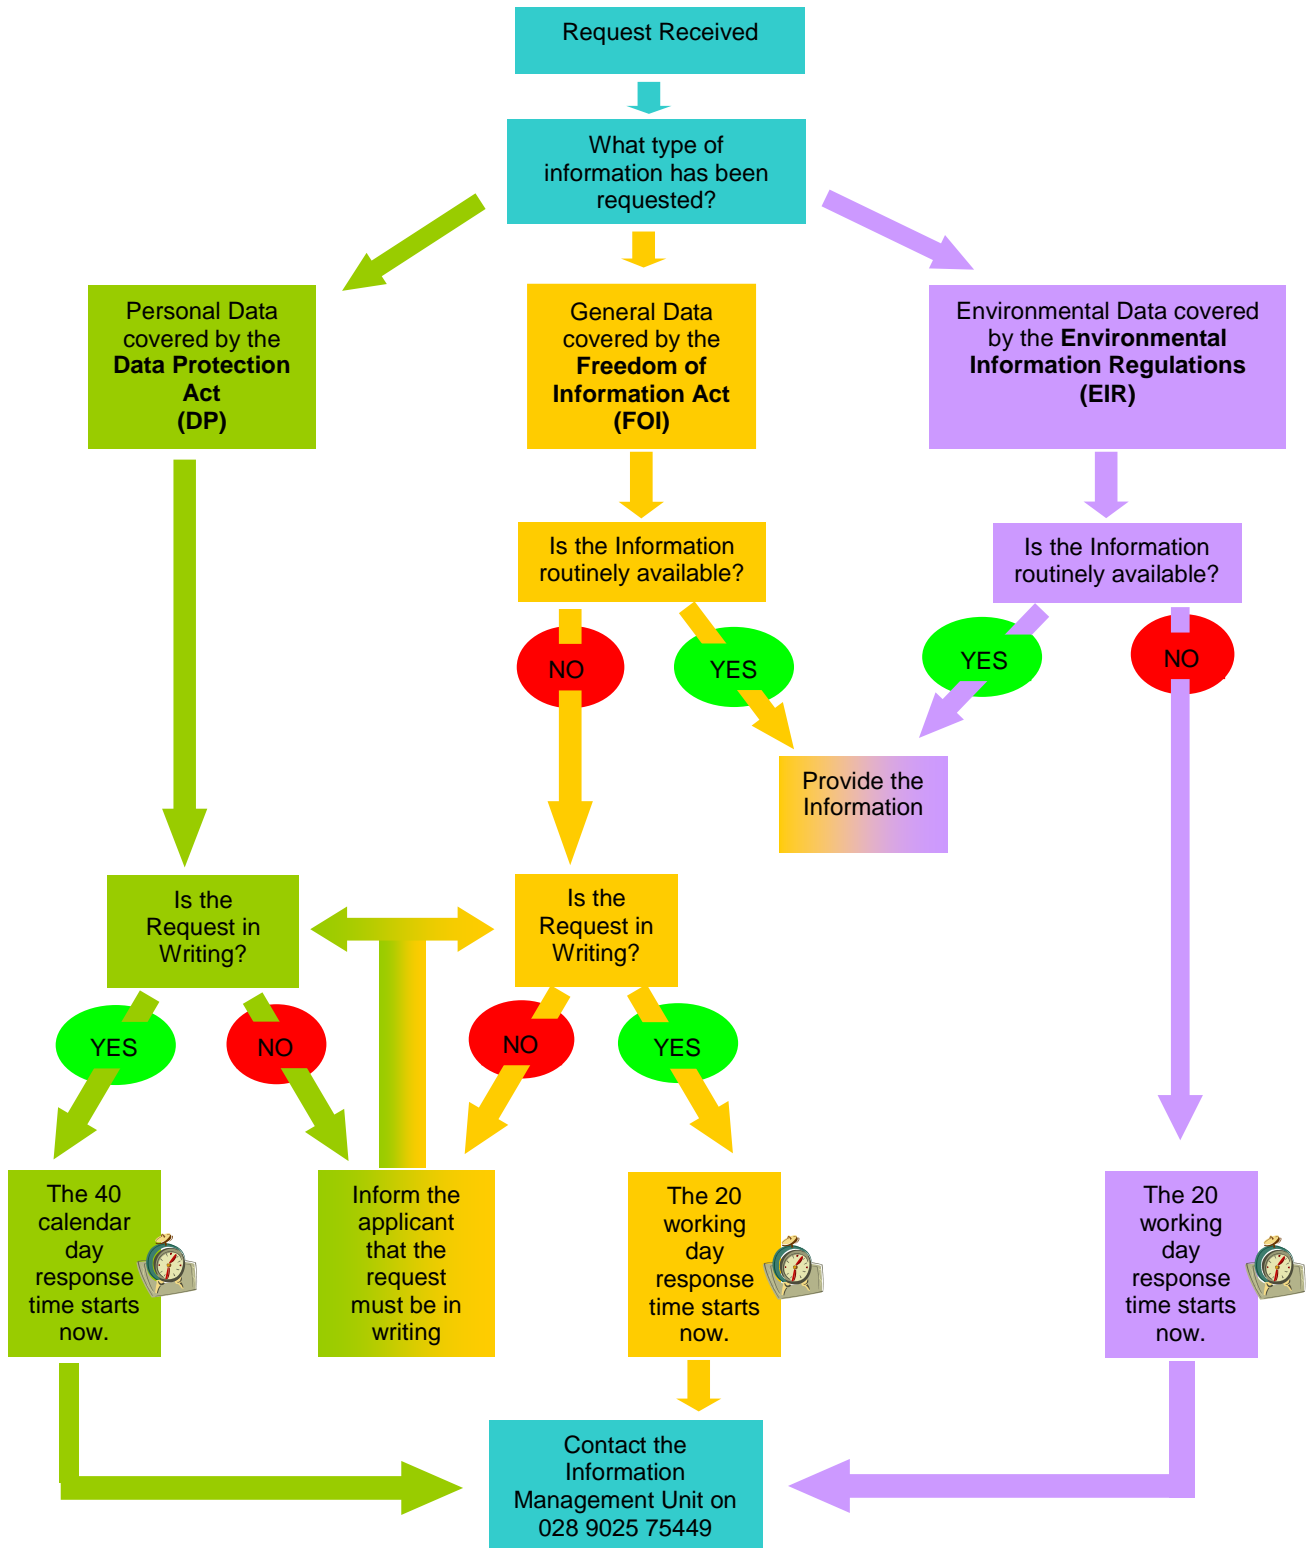 Request Received
What type of
information has been
requested?
Personal Data
covered by the
Data Protection
Act
(DP)
General Data
covered by the
Freedom of
Information Act
(FOI)
Environmental Data covered
by the Environmental
Information Regulations
(EIR)
Is the Information
routinely available?
Is the Information
routinely available?
NO
YES
YES
NO
Provide the
Information
Is the
Request in
Writing?
Is the
Request in
Writing?
YES
NO
NO
YES
The 40
calendar
day
response
time starts
now.
Inform the
applicant
that the
request
must be in
writing
The 20
working
day
response
time starts
now.
The 20
working
day
response
time starts
now.
Contact the
Information
Management Unit on
028 9025 75449